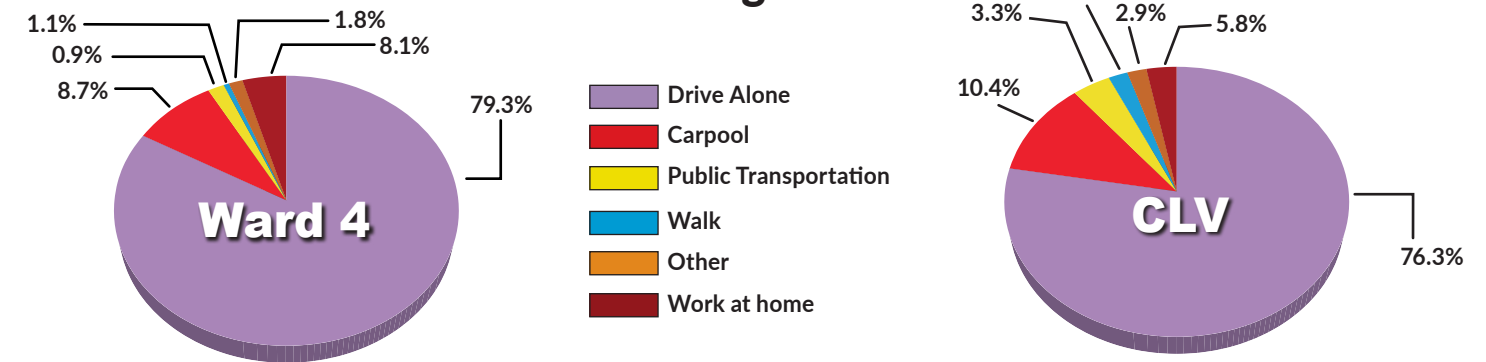 1.1%
0.9%
8.7%
1.8%
8.1%
79.3%
Ward 4
Drive Alone
Carpool
Public Transportation
Walk
Other
Work at home
3.3%
2.9%
5.8%
10.4%
76.3%
CLV